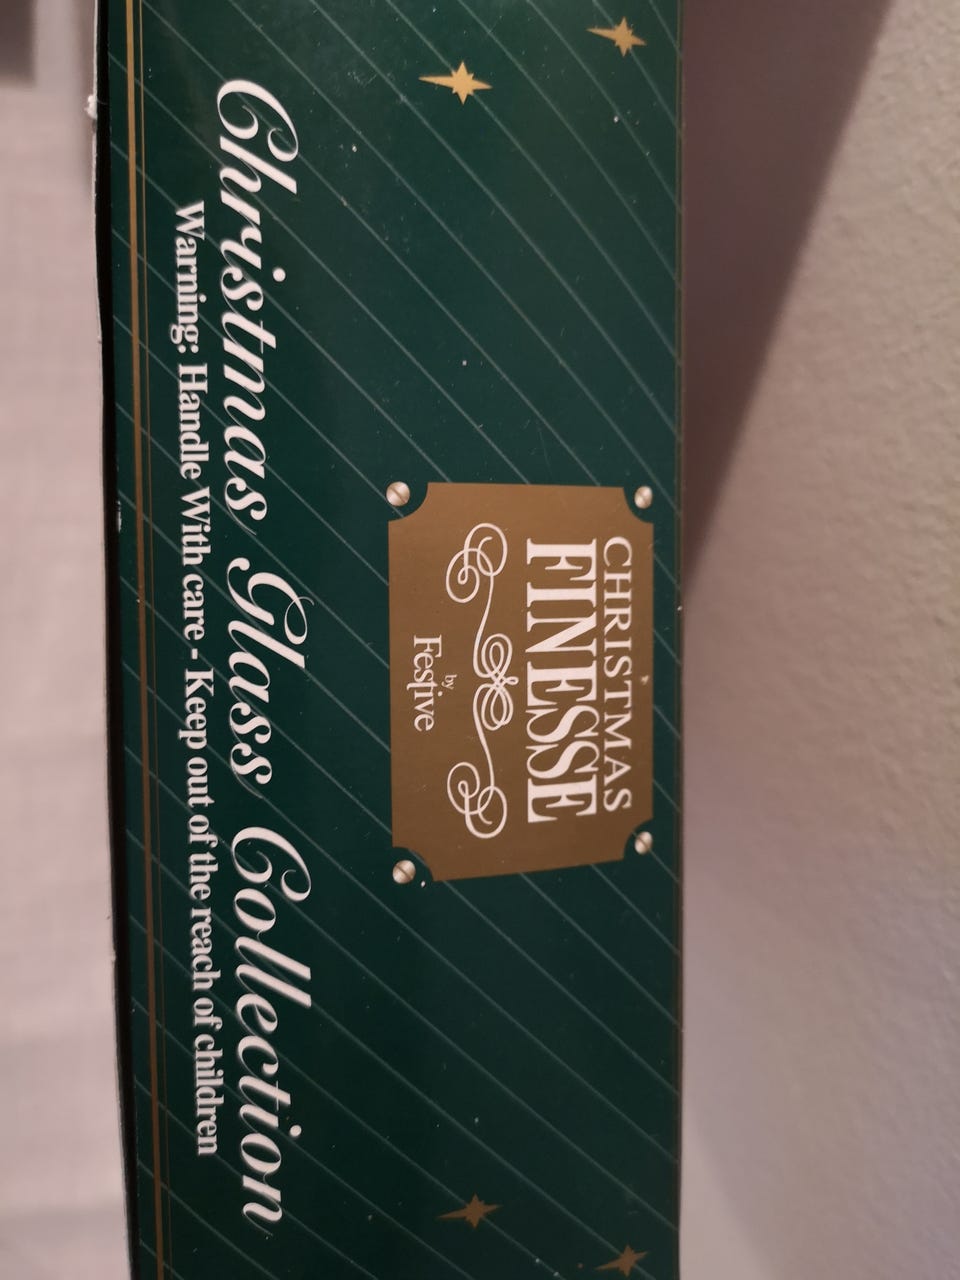 CHRISTMAS
FINESSE
by
Festive
Christmas Glass Collection
Warning: Handle With care - Keep out of the reach of children